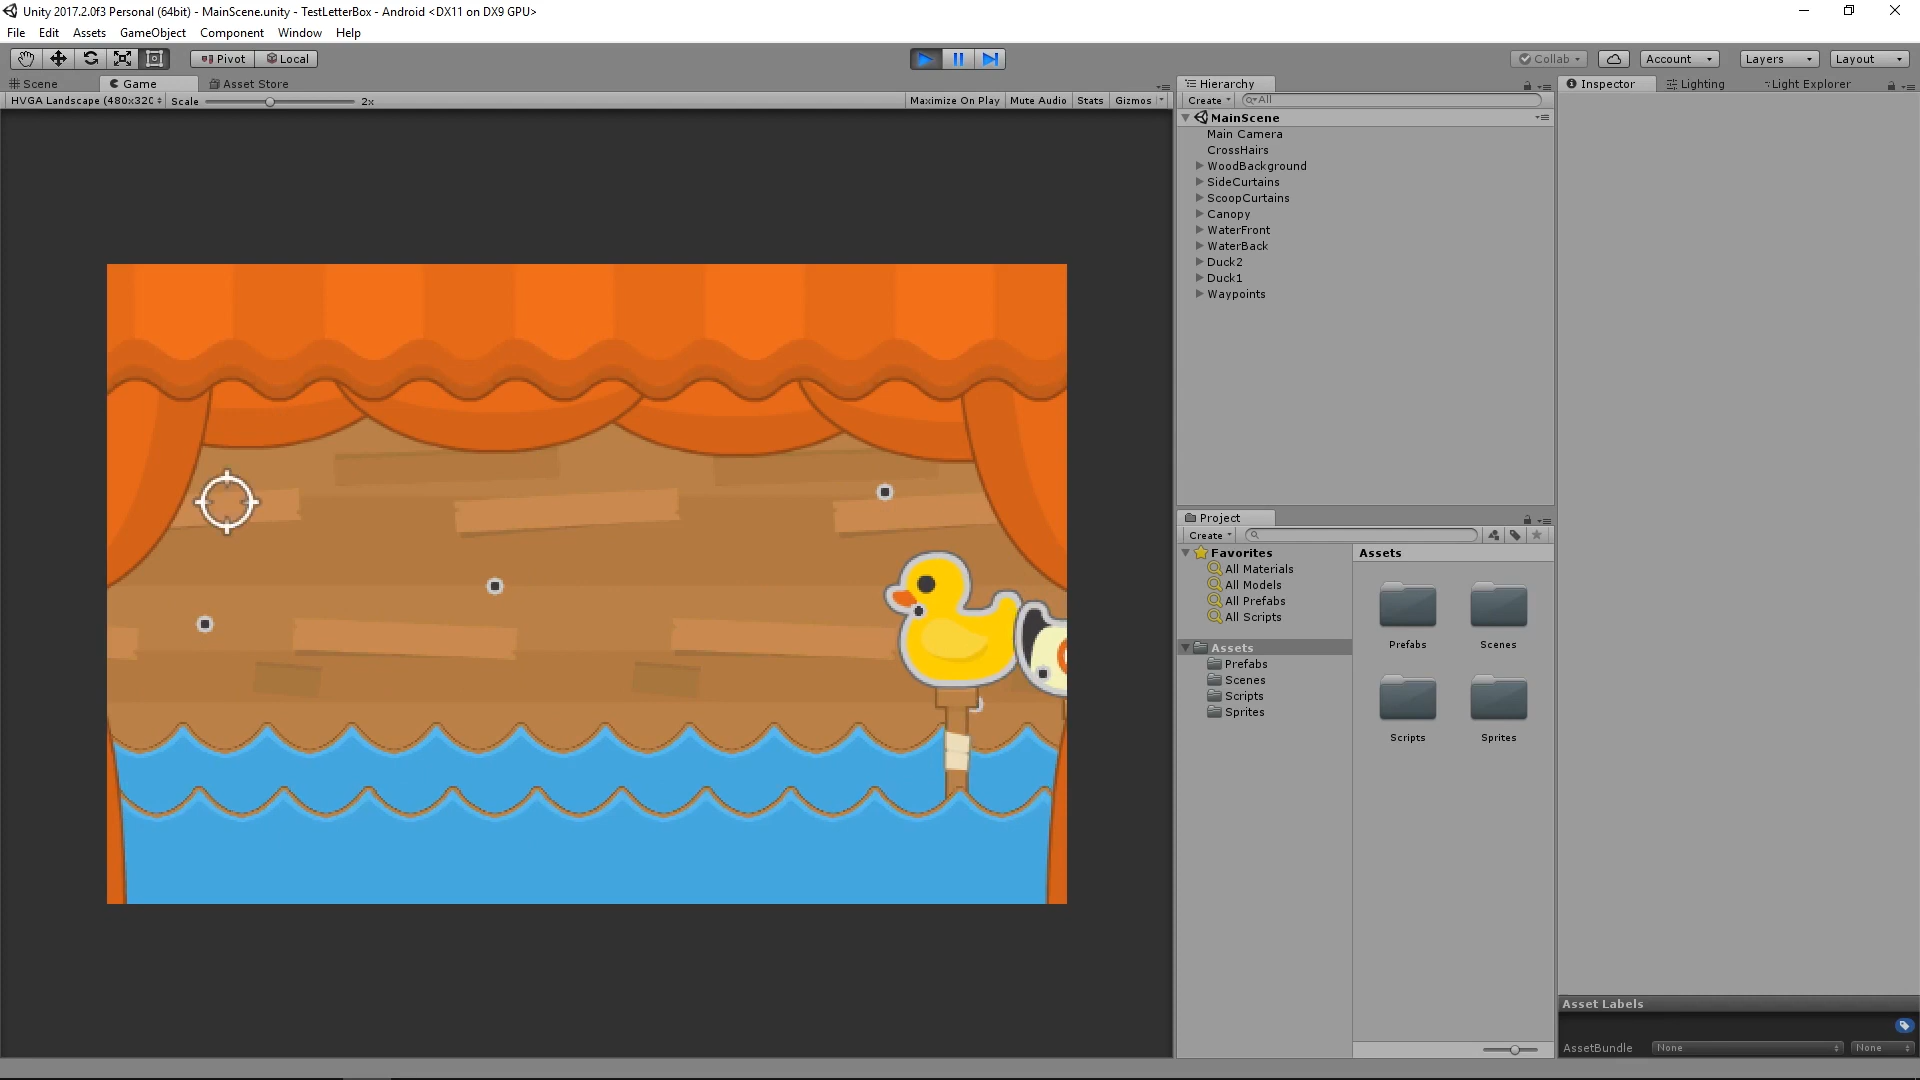 Unity 2017.2.0f3 Personal (64bit) - MainScene.unity - TestLetterBox - Android <DX11 on DX9 GPU>
File Edit Assets GameObject Component Window Help
Pivot Local Collab Account Layers Layout
Scene Game Asset Store
HVGA Landscape (480x320 Scale 2x Maximize On Play Mute Audio Stats Gizmos
Hierarchy
Create All
MainScene
Main Camera
CrossHairs
WoodBackground
SideCurtains
ScoopCurtains
Canopy
WaterFront
WaterBack
Duck2
Duck1
Waypoints
Project
Create
Favorites
All Materials
All Models
All Prefabs
All Scripts
Assets
Prefabs
Scenes
Scripts
Sprites
Assets
Prefabs Scenes
Scripts Sprites
Inspector Lighting Light Explorer
Asset Labels
AssetBundle None None